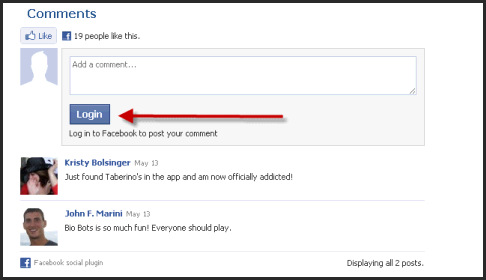 Comments
Like
19 people like this.
Add a comment...
Login
Log in to Facebook to post your comment
Kristy Bolsinger May 13
Just found Taberino's in the app and am now officially addicted!
John F. Marini May 13
Bio Bots is so much fun! Everyone should play.
Facebook social plugin
Displaying all 2 posts.